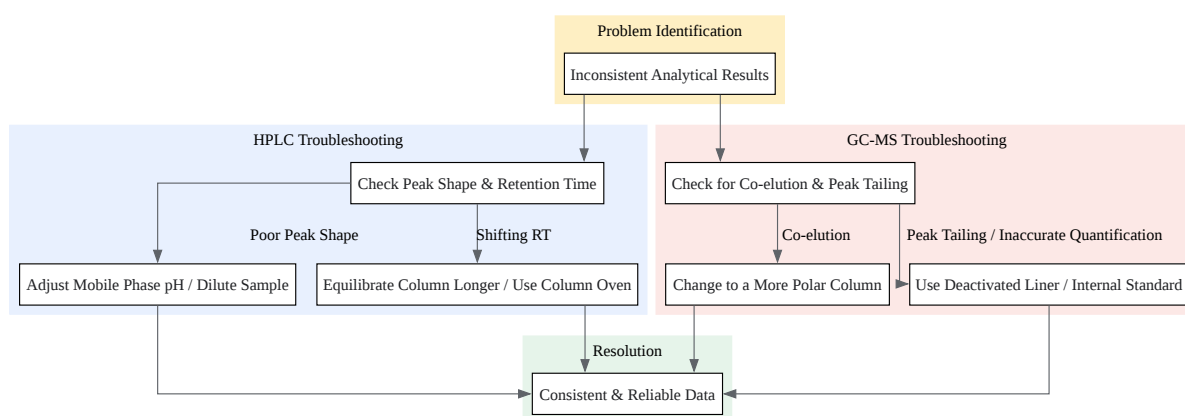 Problem Identification
Inconsistent Analytical Results
HPLC Troubleshooting
Check Peak Shape & Retention Time
Poor Peak Shape
Shifting RT
Adjust Mobile Phase pH / Dilute Sample
Equilibrate Column Longer / Use Column Oven
GC-MS Troubleshooting
Check for Co-elution & Peak Tailing
Co-elution
Peak Tailing / Inaccurate Quantification
Change to a More Polar Column
Use Deactivated Liner / Internal Standard
Resolution
Consistent & Reliable Data